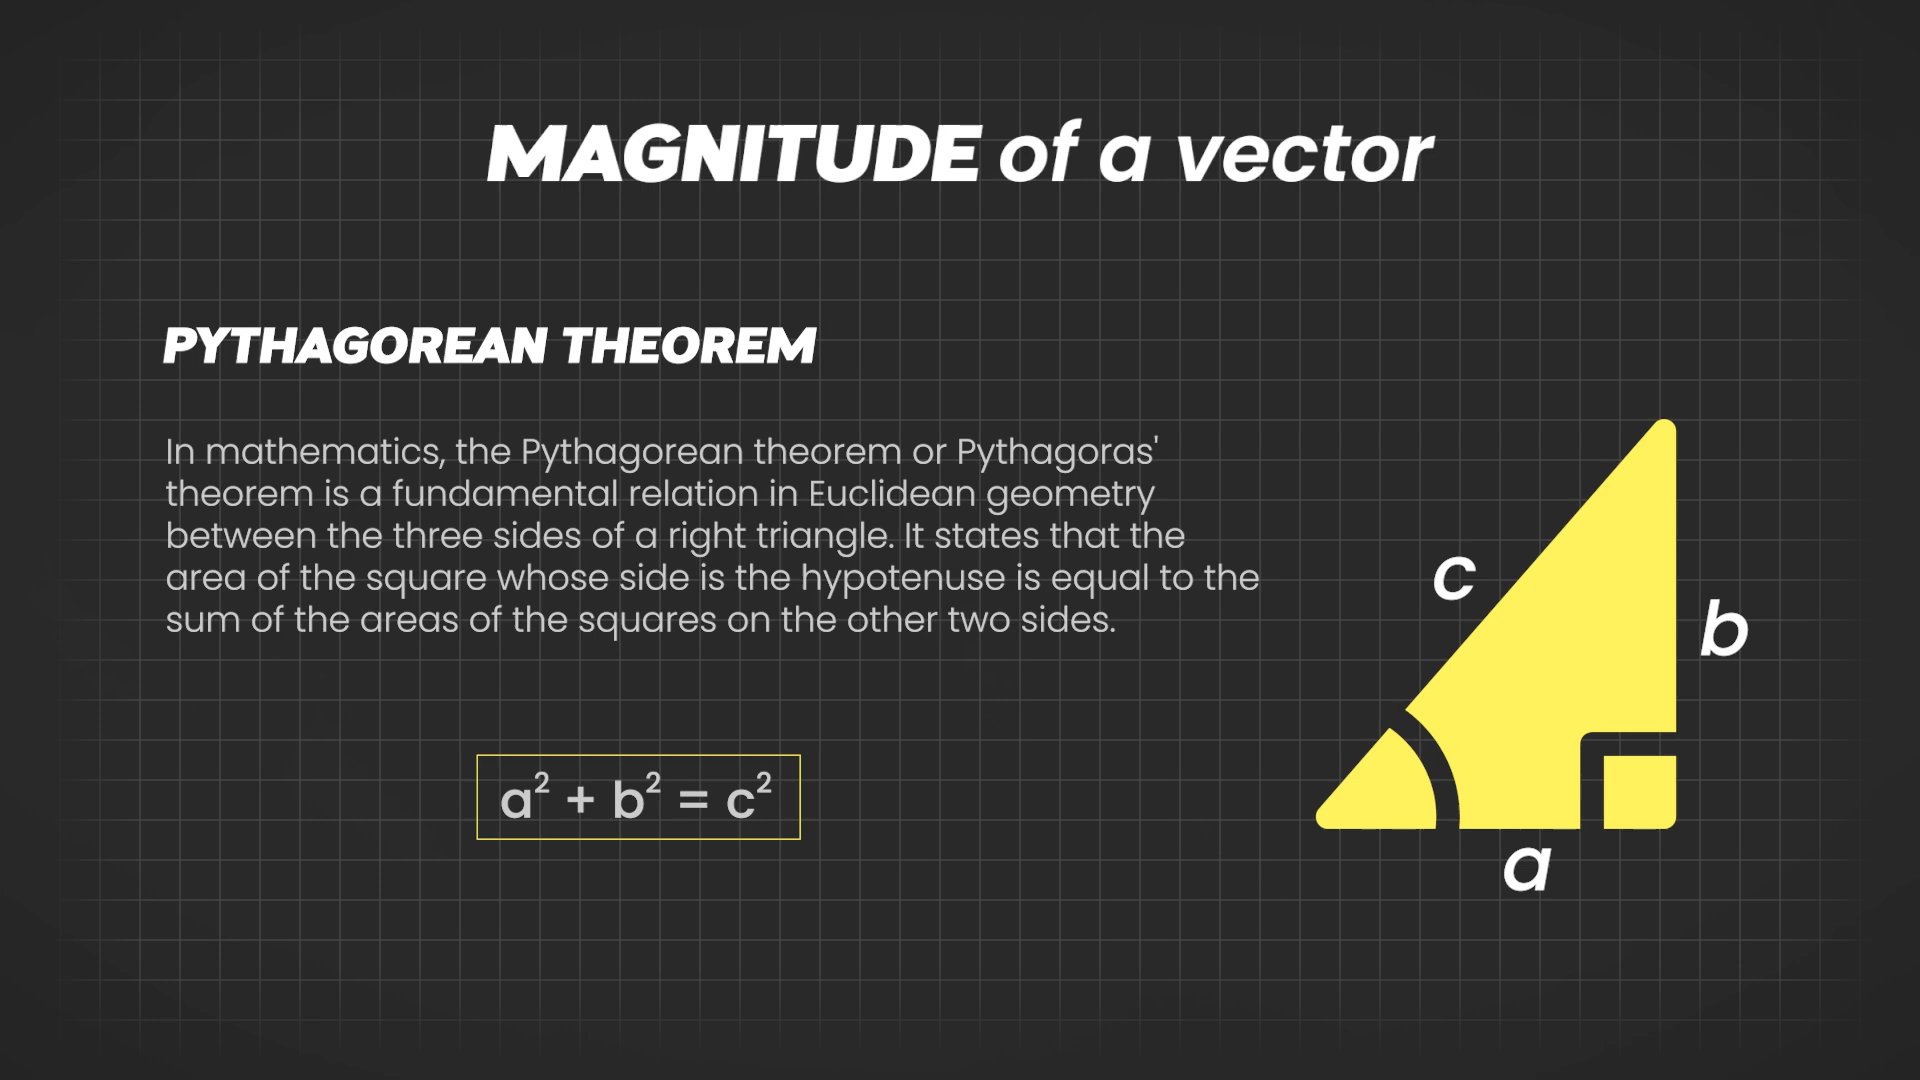 MAGNITUDE of a vector
PYTHAGOREAN THEOREM
In mathematics, the Pythagorean theorem or Pythagoras'
theorem is a fundamental relation in Euclidean geometry
between the three sides of a right triangle. It states that the
area of the square whose side is the hypotenuse is equal to the
sum of the areas of the squares on the other two sides.
c
b
a² + b² = c²
a